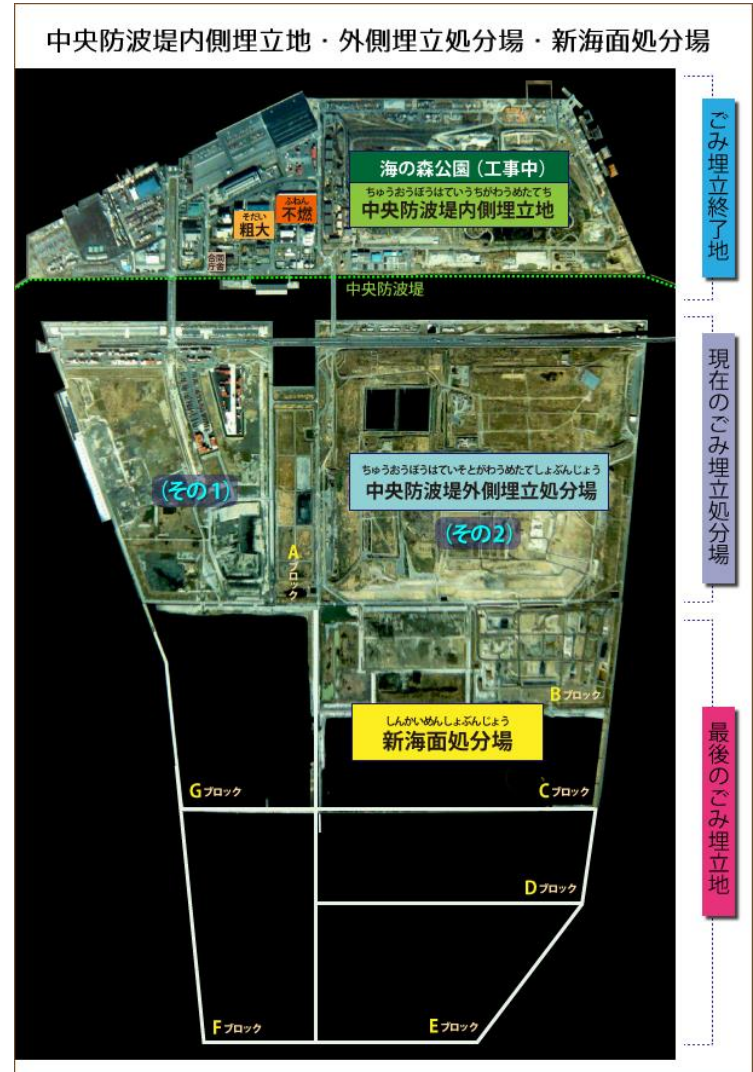 中央防波堤内側埋立地・外側埋立処分場・新海面処分場
ごみ埋立終了地
海の森公園（工事中）
ちゅうおうぼうはていうちがわうめたてち
中央防波堤内側埋立地
ふねん
不燃
そだい
粗大
合同
庁舎
中央防波堤
現在のごみ埋立処分場
ちゅうおうぼうはていそとがわうめたてしょぶんじょう
中央防波堤外側埋立処分場
（その1）
（その2）
Aブロック
最後のごみ埋立地
Bブロック
しんかいめんしょぶんじょう
新海面処分場
Gブロック
Cブロック
Dブロック
Fブロック
Eブロック